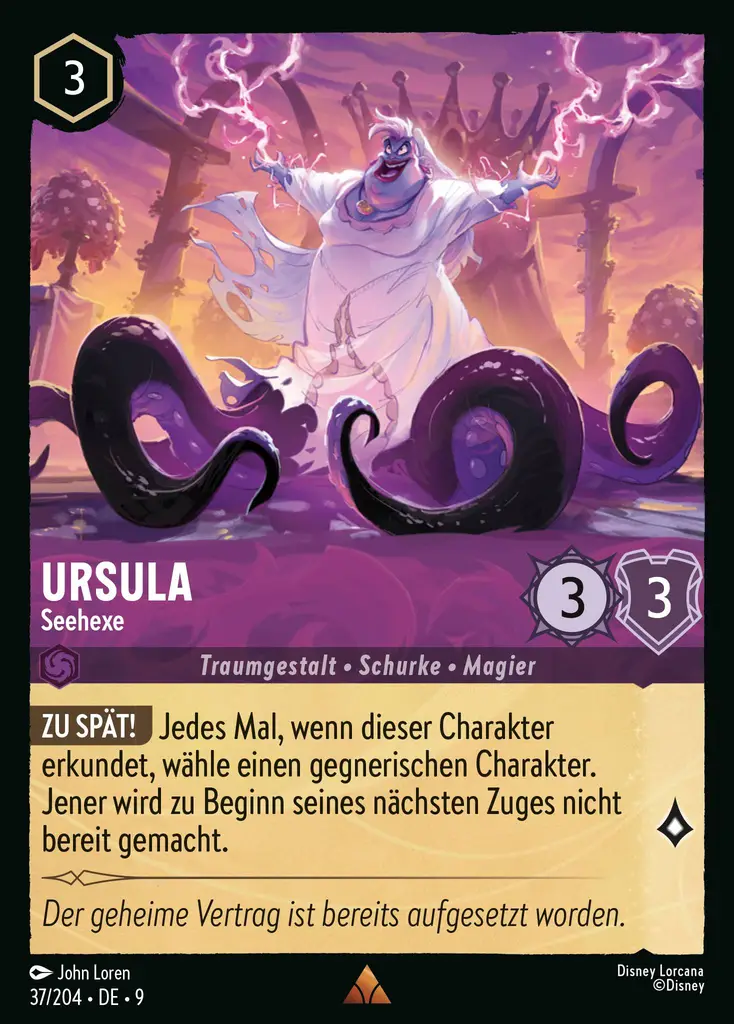 3
URSULA
Seehexe
3
3
Traumgestalt • Schurke • Magier
ZU SPÄT! Jedes Mal, wenn dieser Charakter
erkundet, wähle einen gegnerischen Charakter.
Jener wird zu Beginn seines nächsten Zuges nicht
bereit gemacht.
Der geheime Vertrag ist bereits aufgesetzt worden.
John Loren
37/204 • DE • 9
Disney Lorcana
©Disney